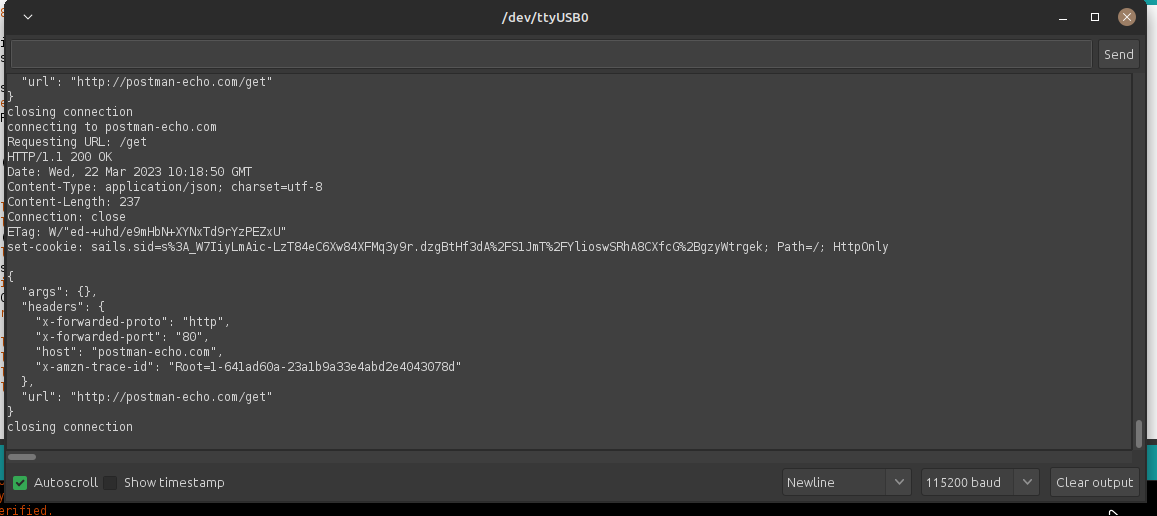 /dev/ttyUSB0
Send
"url": "http://postman-echo.com/get"
}
closing connection
connecting to postman-echo.com
Requesting URL: /get
HTTP/1.1 200 OK
Date: Wed, 22 Mar 2023 10:18:50 GMT
Content-Type: application/json; charset=utf-8
Content-Length: 237
Connection: close
ETag: W/"ed-+uhd/e9mHbN+XYNxTd9rYzPEZxU"
set-cookie: sails.sid=s%3A_W7IiyLmAic-LzT84eC6Xw84XFMq3y9r.dzgBtHf3dA%2FS1JmT%2FYlioswSRhA8CXfcG%2BgzyWtrgek; Path=/; HttpOnly
{
"args": {},
"headers": {
"x-forwarded-proto": "http",
"x-forwarded-port": "80",
"host": "postman-echo.com",
"x-amzn-trace-id": "Root=1-641ad60a-23a1b9a33e4abd2e4043078d"
},
"url": "http://postman-echo.com/get"
}
closing connection
Autoscroll Show timestamp Newline 115200 baud Clear output
erified.